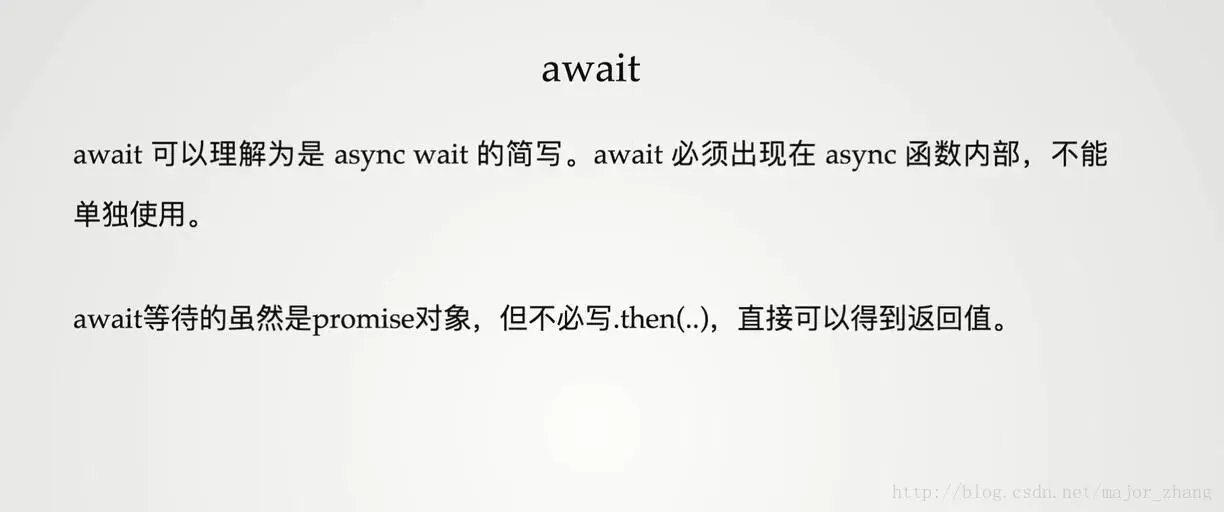 await
await 可以理解为是 async wait 的简写。await 必须出现在 async 函数内部，不能
单独使用。
await等待的虽然是promise对象，但不必写.then(..)，直接可以得到返回值。
http://blog.csdn.net/major_zhang